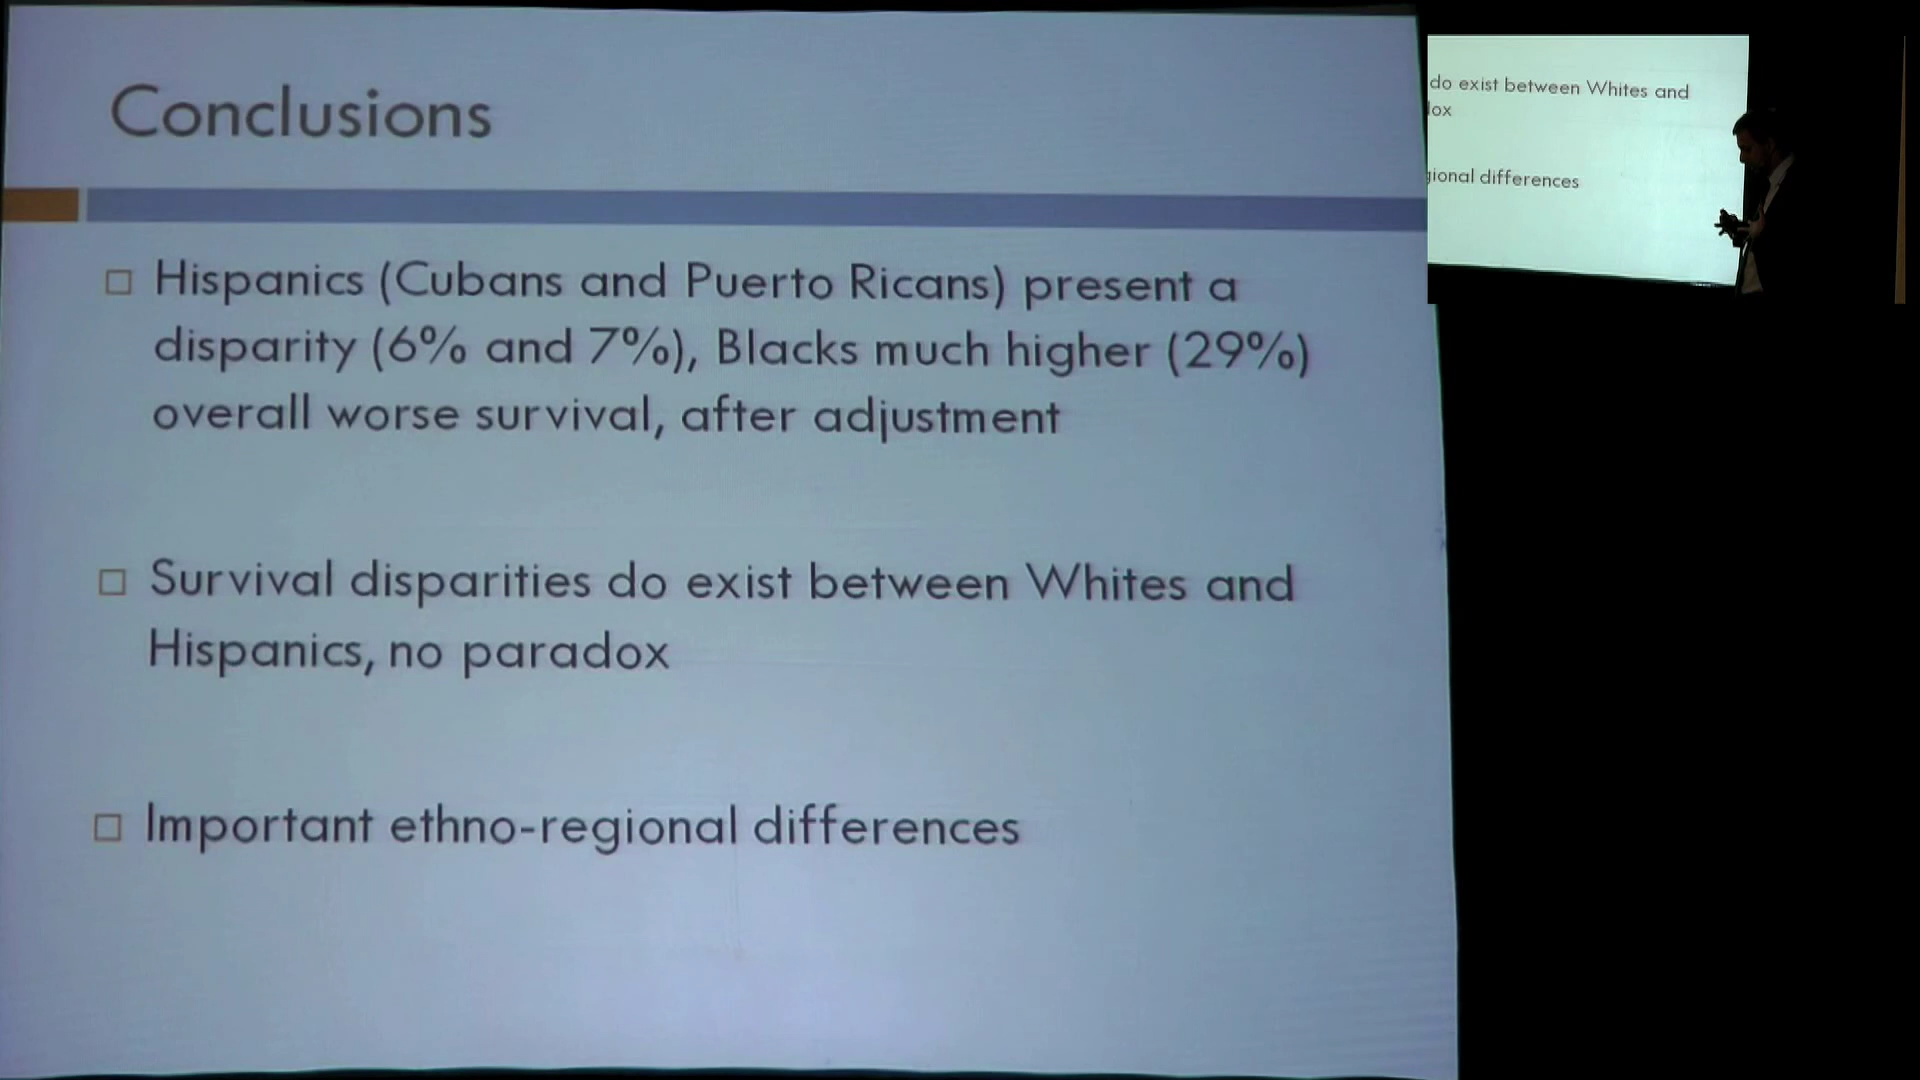 Conclusions
Hispanics (Cubans and Puerto Ricans) present a
disparity (6% and 7%), Blacks much higher (29%)
overall worse survival, after adjustment
Survival disparities do exist between Whites and
Hispanics, no paradox
Important ethno-regional differences
do exist between Whites and
dox
gional differences